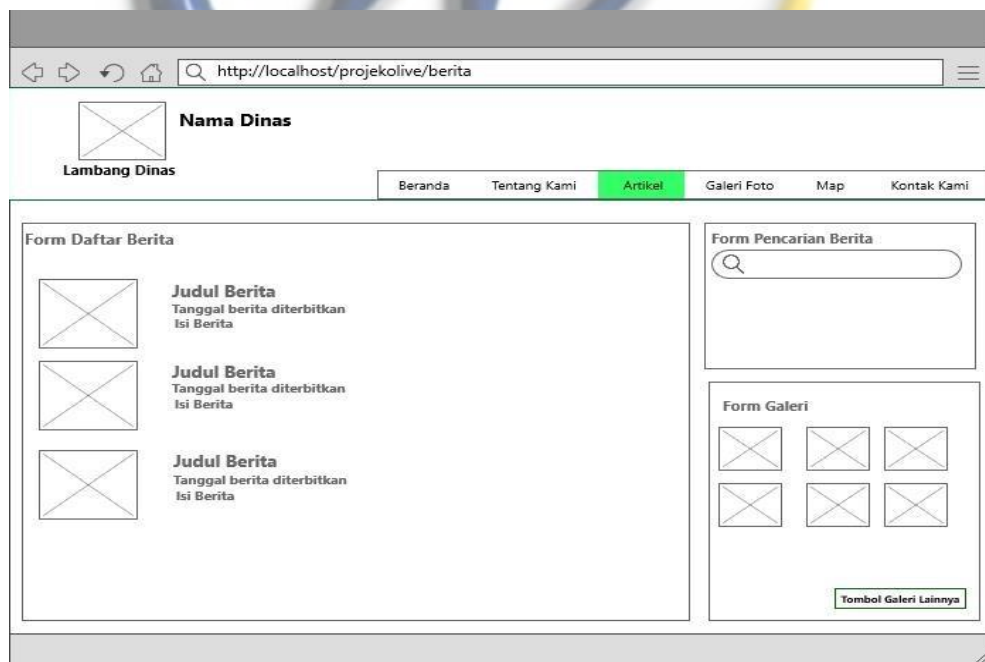 http://localhost/projekolive/berita
Nama Dinas
Lambang Dinas
Beranda Tentang Kami Artikel Galeri Foto Map Kontak Kami
Form Daftar Berita
Judul Berita
Tanggal berita diterbitkan
Isi Berita
Judul Berita
Tanggal berita diterbitkan
Isi Berita
Judul Berita
Tanggal berita diterbitkan
Isi Berita
Form Pencarian Berita
Form Galeri
Tombol Galeri Lainnya